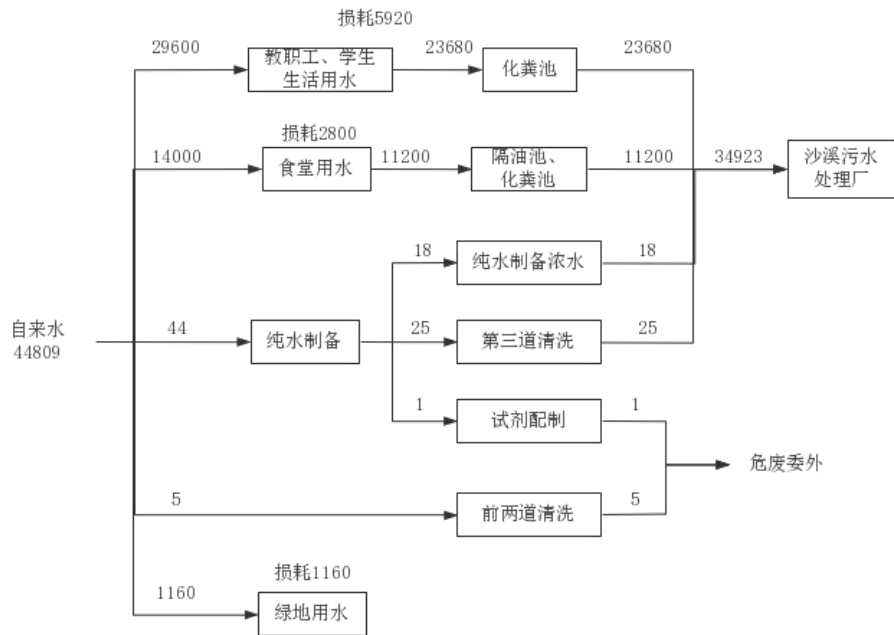 损耗5920
29600
教职工、学生
生活用水
23680
化粪池
23680
损耗2800
14000
食堂用水
11200
隔油池、
化粪池
11200
34923
沙溪污水
处理厂
18
纯水制备浓水
18
自来水
44809
44
纯水制备
25
第三道清洗
25
1
试剂配制
1
危废委外
5
前两道清洗
5
损耗1160
1160
绿地用水